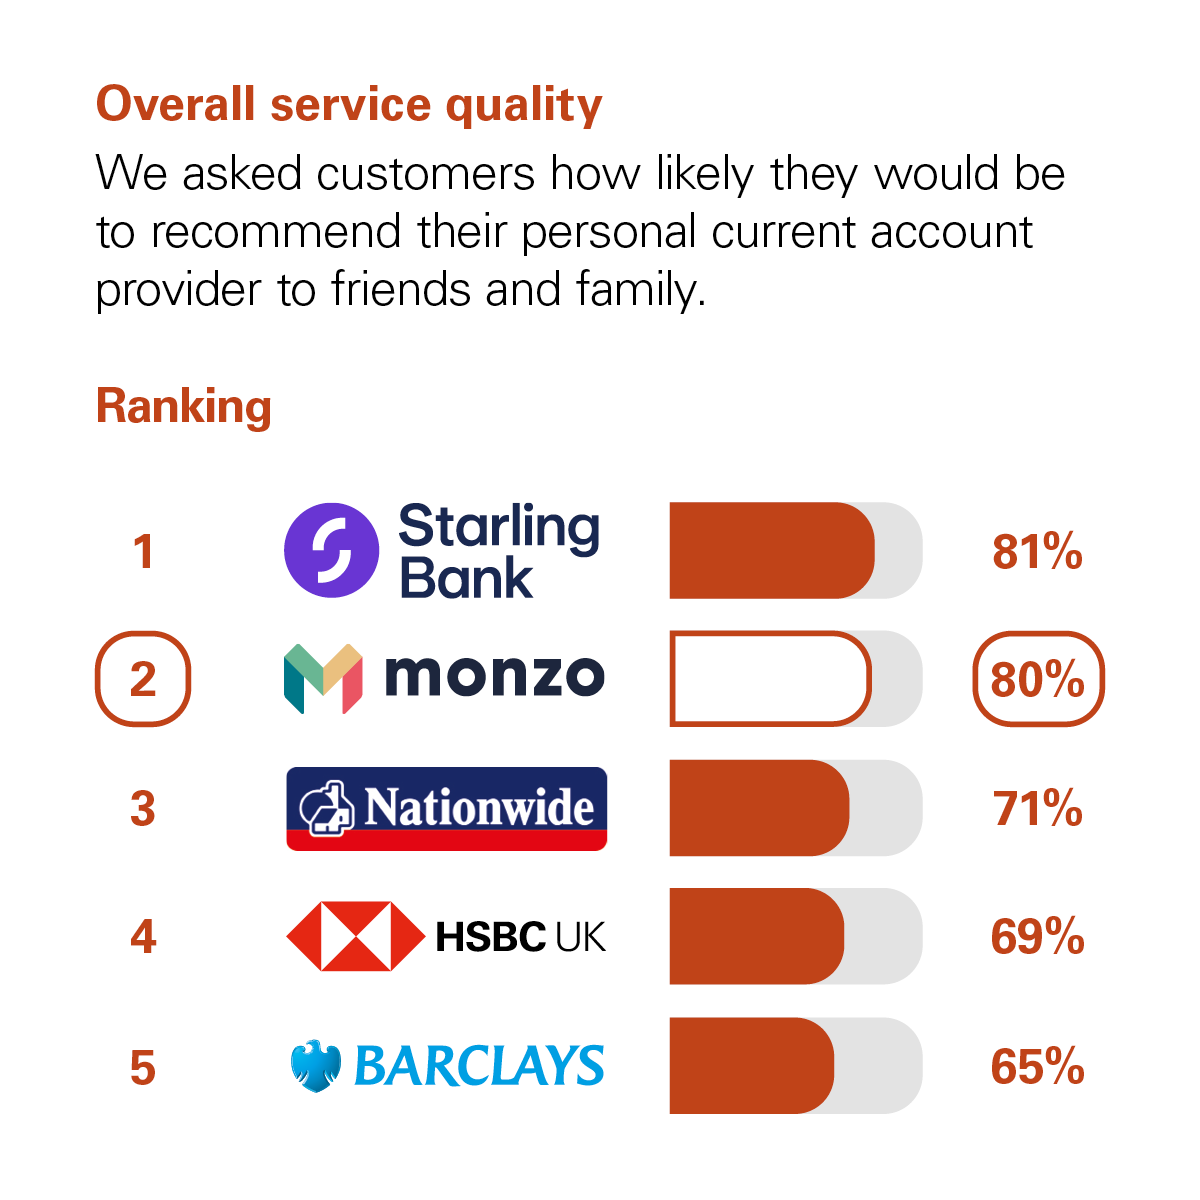 Overall service quality
We asked customers how likely they would be
to recommend their personal current account
provider to friends and family.
Ranking
1 Starling Bank 81%
2 monzo 80%
3 Nationwide 71%
4 HSBC UK 69%
5 BARCLAYS 65%